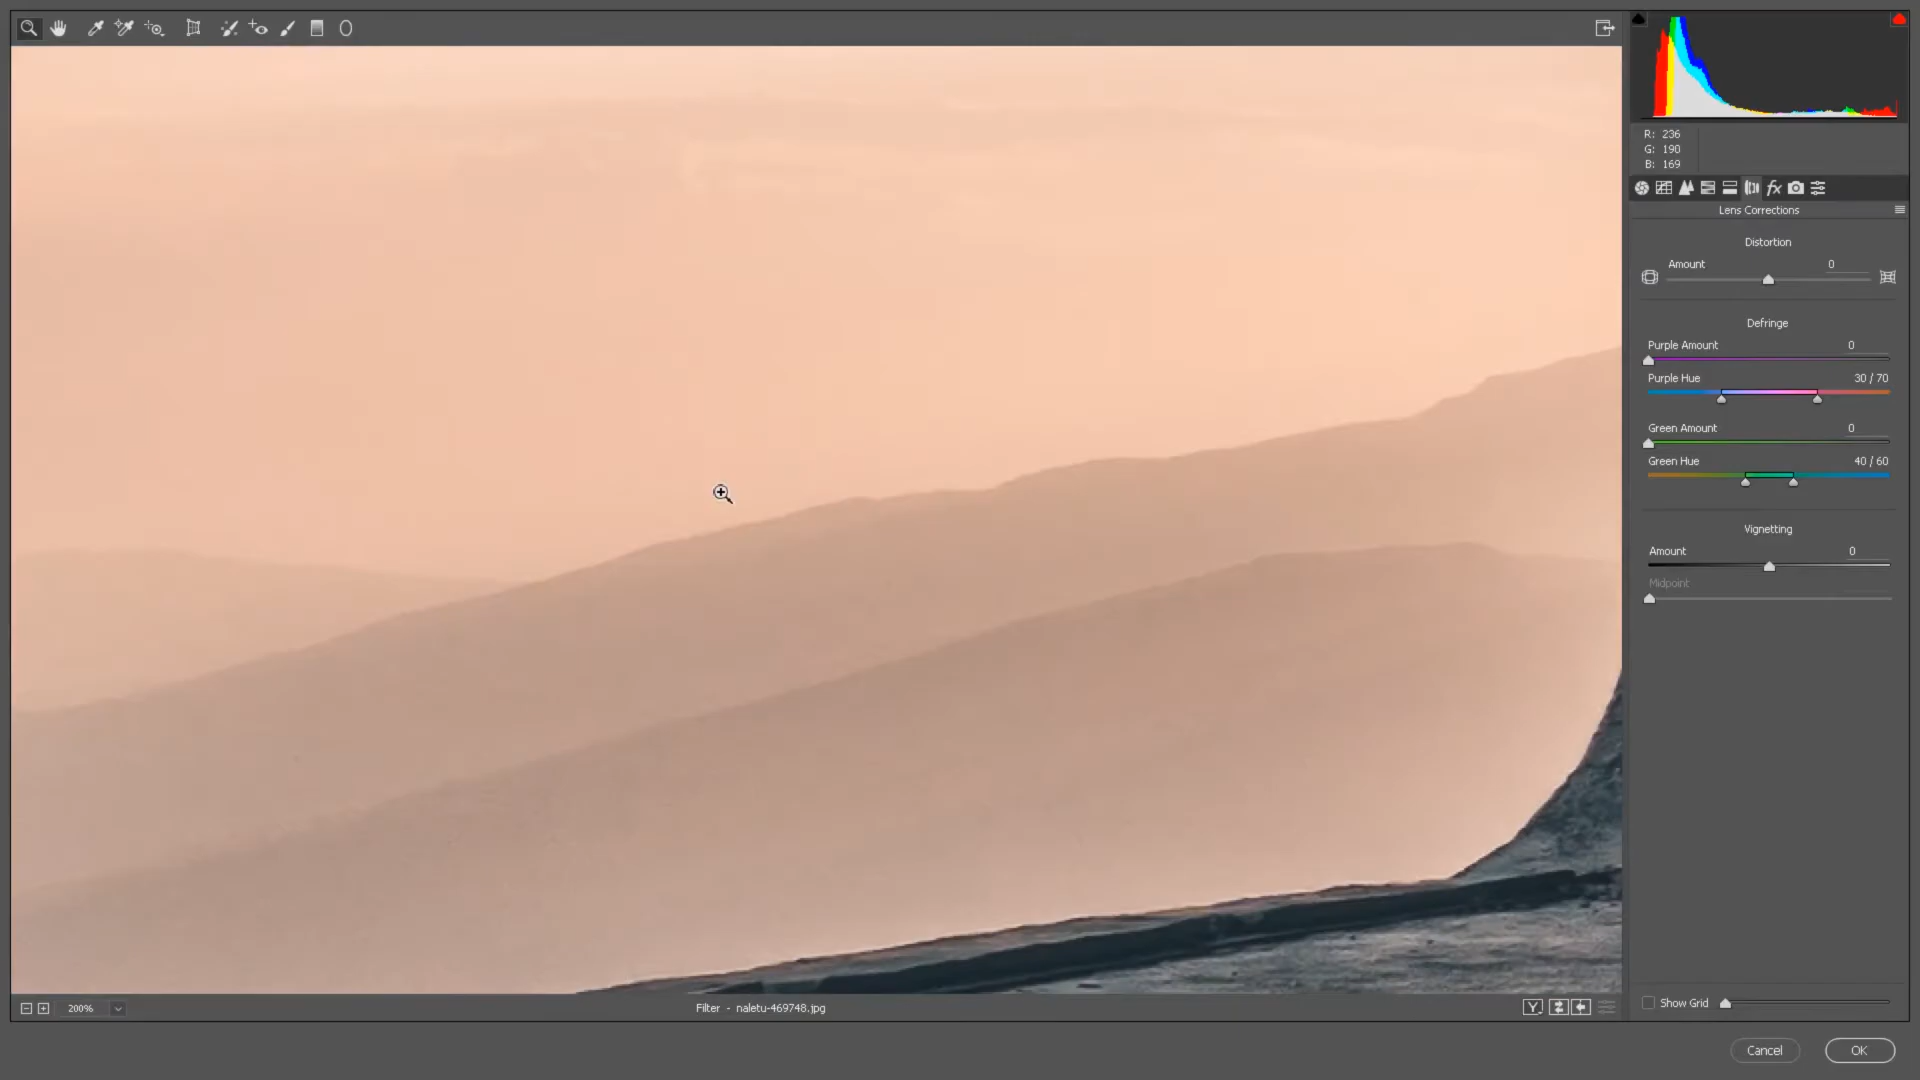 R: 236
G: 190
B: 169
fx
Lens Corrections
Distortion
Amount 0
Defringe
Purple Amount 0
Purple Hue 30 / 70
Green Amount 0
Green Hue 40 / 60
Vignetting
Amount 0
Midpoint
200% Filter - naletu-469748.jpg Y Show Grid
Cancel OK